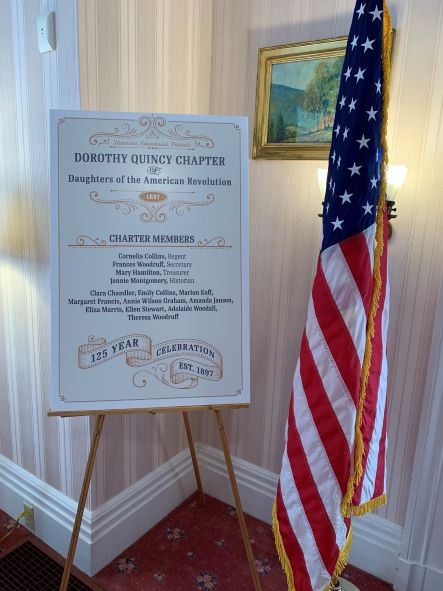 Historical, Educational, Patriotic
DOROTHY QUINCY CHAPTER
OF
Daughters of the American Revolution
1897
CHARTER MEMBERS
Cornelia Collins, Regent
Frances Woodruff, Secretary
Mary Hamilton, Treasurer
Jennie Montgomery, Historian
Clara Chandler, Emily Collins, Marion Eoff,
Margaret Francis, Annie Wilson Graham, Amanda Jansen,
Eliza Marris, Ellen Stewart, Adelaide Woodall,
Theresa Woodruff
125 YEAR
CELEBRATION
EST. 1897